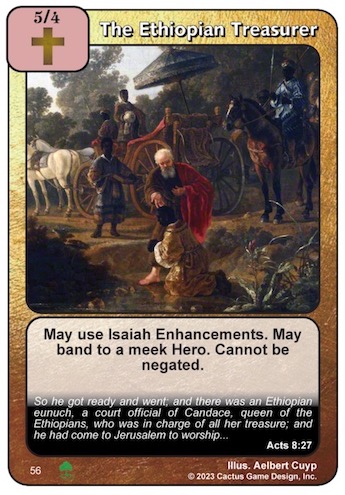 5/4
The Ethiopian Treasurer
May use Isaiah Enhancements. May
band to a meek Hero. Cannot be
negated.
So he got ready and went; and there was an Ethiopian
eunuch, a court official of Candace, queen of the
Ethiopians, who was in charge of all her treasure; and
he had come to Jerusalem to worship...
Acts 8:27
56
Illus. Aelbert Cuyp
© 2023 Cactus Game Design, Inc.